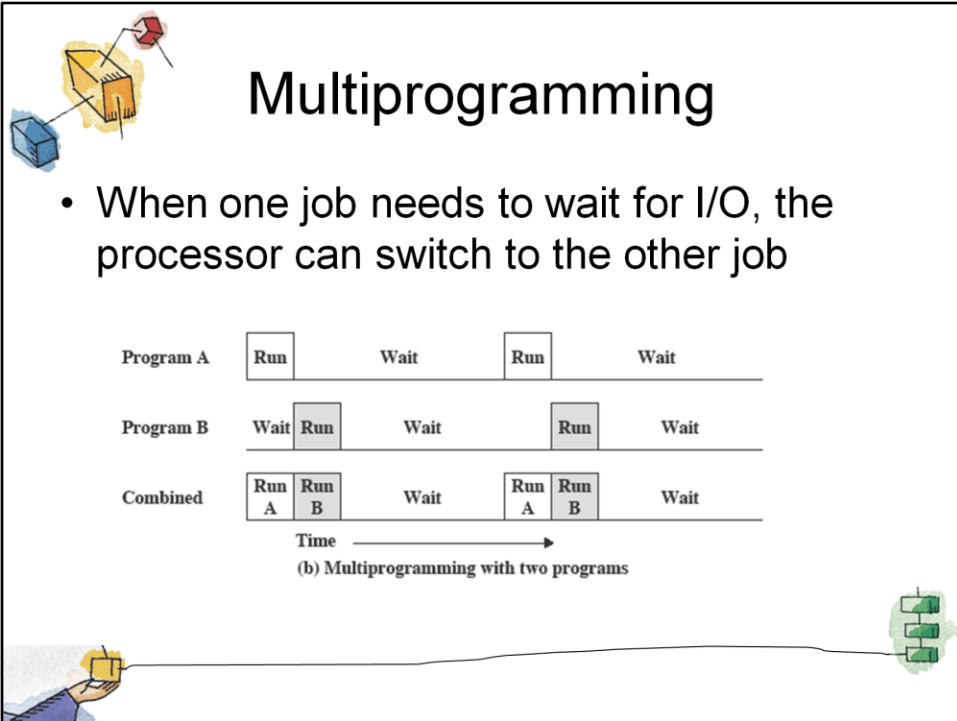 Multiprogramming
• When one job needs to wait for I/O, the
processor can switch to the other job
Program A Run Wait Run Wait
Program B Wait Run Wait Run Wait
Combined Run A Run B Wait Run A Run B Wait
Time
(b) Multiprogramming with two programs